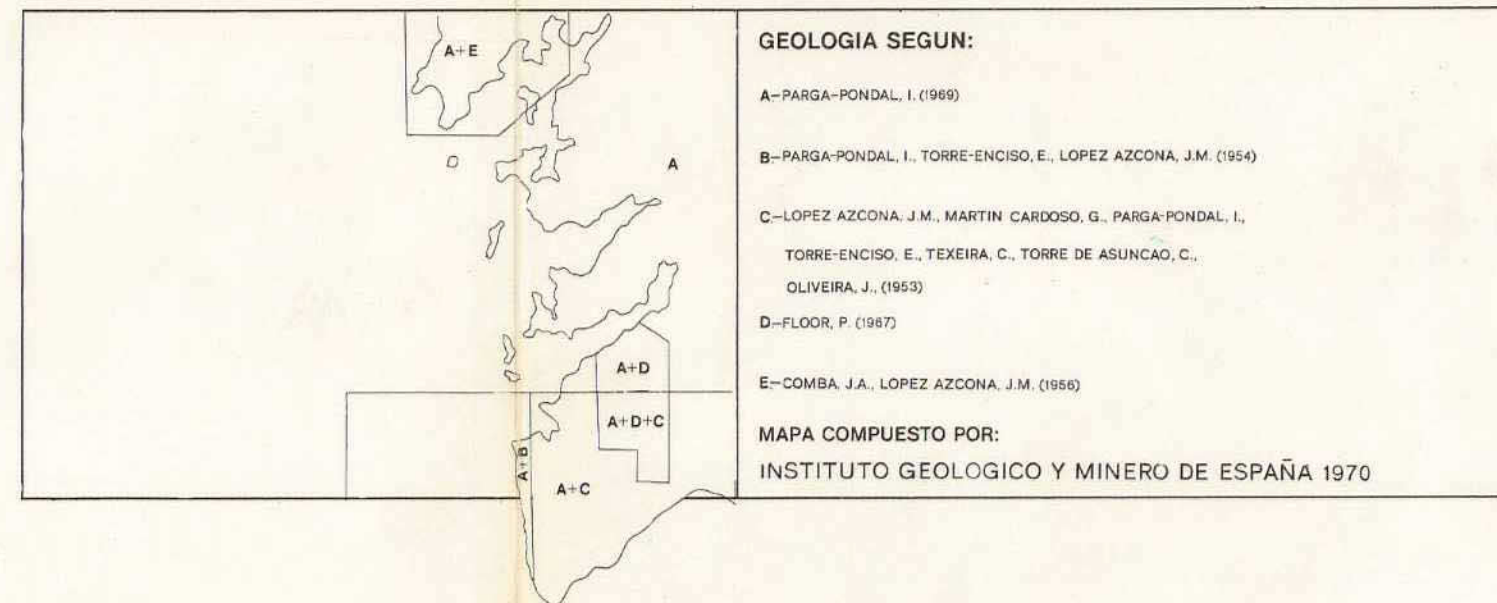 A+E
D
A
A+D
A+D+C
A+B
A+C
GEOLOGIA SEGUN:
A-PARGA-PONDAL, I. (1969)
B-PARGA-PONDAL, I., TORRE-ENCISO, E., LOPEZ AZCONA, J.M. (1954)
C-LOPEZ AZCONA, J.M., MARTIN CARDOSO, G., PARGA-PONDAL, I.,
TORRE-ENCISO, E., TEXEIRA, C., TORRE DE ASUNCAO, C.,
OLIVEIRA, J., (1953)
D-FLOOR, P. (1967)
E-COMBA, J.A., LOPEZ AZCONA, J.M. (1956)
MAPA COMPUESTO POR:
INSTITUTO GEOLOGICO Y MINERO DE ESPAÑA 1970